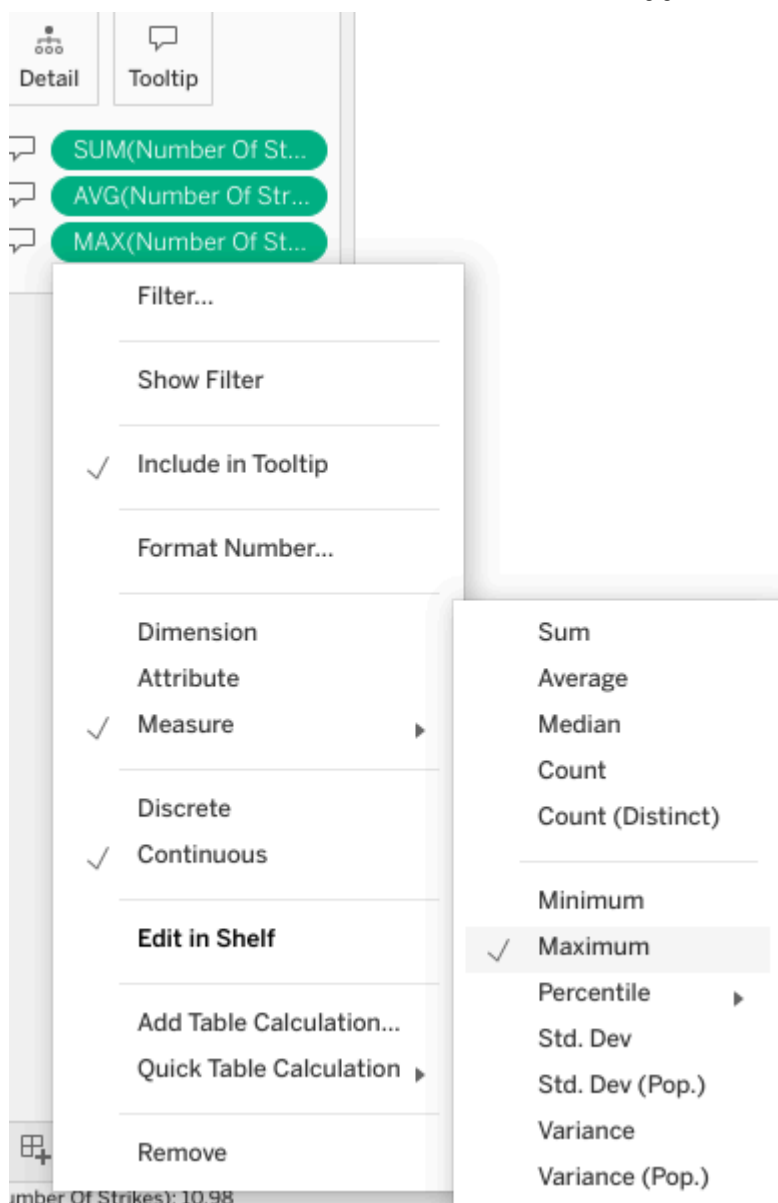 Detail
Tooltip
SUM(Number Of St...
AVG(Number Of Str...
MAX(Number Of St...
Filter...
Show Filter
Include in Tooltip
Format Number...
Dimension
Attribute
Measure
Discrete
Continuous
Edit in Shelf
Add Table Calculation...
Quick Table Calculation
Remove
Sum
Average
Median
Count
Count (Distinct)
Minimum
Maximum
Percentile
Std. Dev
Std. Dev (Pop.)
Variance
Variance (Pop.)
umber Of Strikes): 10.98